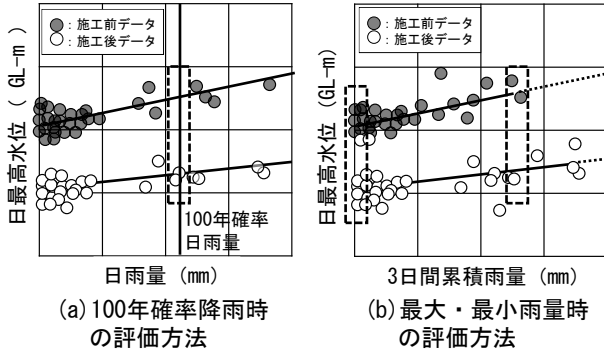 ●：施工前データ
○：施工後データ
日最高水位（GL-m）
100年確率
日雨量
日雨量（mm）
(a)100年確率降雨時
の評価方法
●：施工前データ
○：施工後データ
日最高水位（GL-m）
3日間累積雨量（mm）
(b)最大・最小雨量時
の評価方法